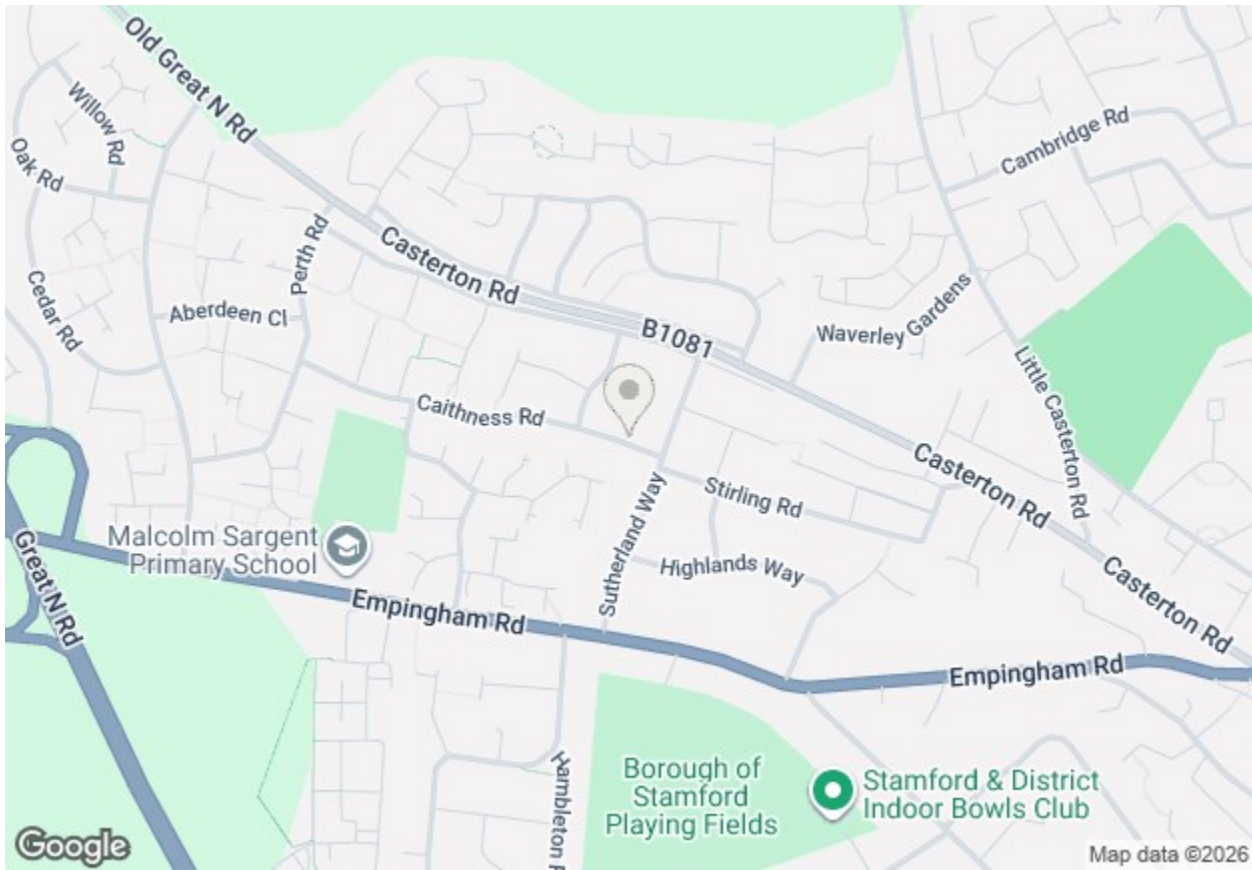 Old Great N Rd
Willow Rd
Oak Rd
Cambridge Rd
Perth Rd
Casterton Rd
Cedar Rd
Aberdeen Cl
B1081
Waverley Gardens
Little Casterton Rd
Caithness Rd
Casterton Rd
Stirling Rd
Sutherland Way
Malcolm Sargent
Primary School
Great N Rd
Highlands Way
Casterton Rd
Empingham Rd
Empingham Rd
Hambleton R
Borough of
Stamford
Playing Fields
Stamford & District
Indoor Bowls Club
Google
Map data ©2026